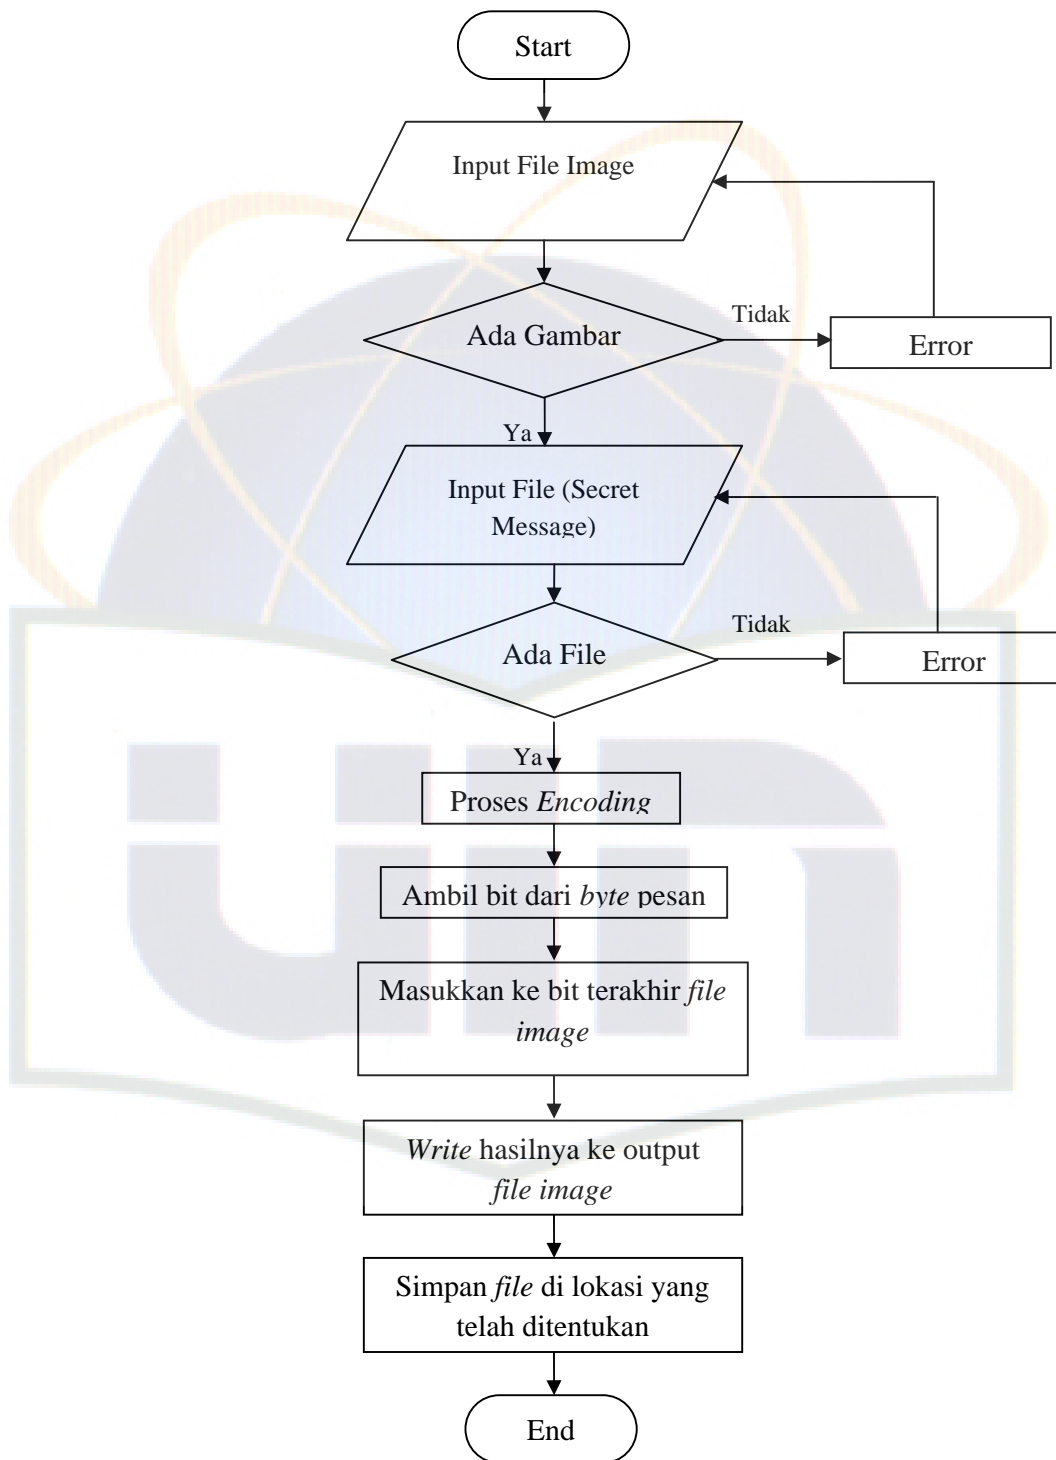 Start
Input File Image
Tidak
Ada Gambar
Error
Ya
Input File (Secret
Message)
Tidak
Ada File
Error
Ya
Proses Encoding
Ambil bit dari byte pesan
Masukkan ke bit terakhir file
image
Write hasilnya ke output
file image
Simpan file di lokasi yang
telah ditentukan
End
uin